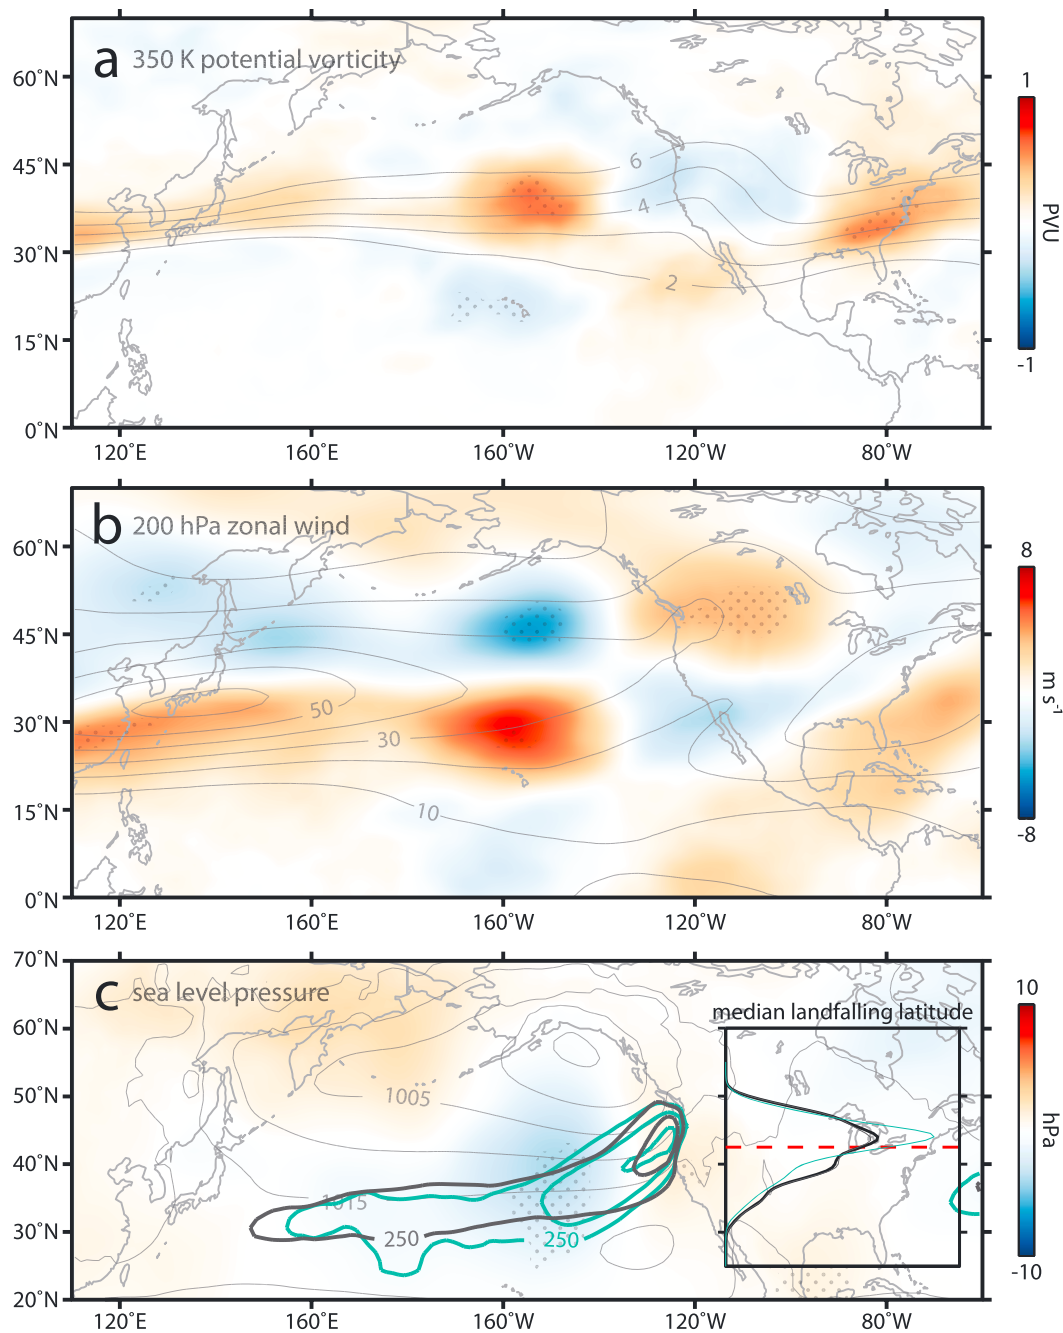 a 350 K potential vorticity
60°N
45°N
30°N
15°N
0°N
120°E 160°E 160°W 120°W 80°W
6
4
2
1
PVU
-1
b 200 hPa zonal wind
60°N
45°N
30°N
15°N
0°N
120°E 160°E 160°W 120°W 80°W
50
30
10
8
m s⁻¹
-8
c sea level pressure
70°N
60°N
50°N
40°N
30°N
20°N
120°E 160°E 160°W 120°W 80°W
1005
1015
250
250
median landfalling latitude
10
hPa
-10